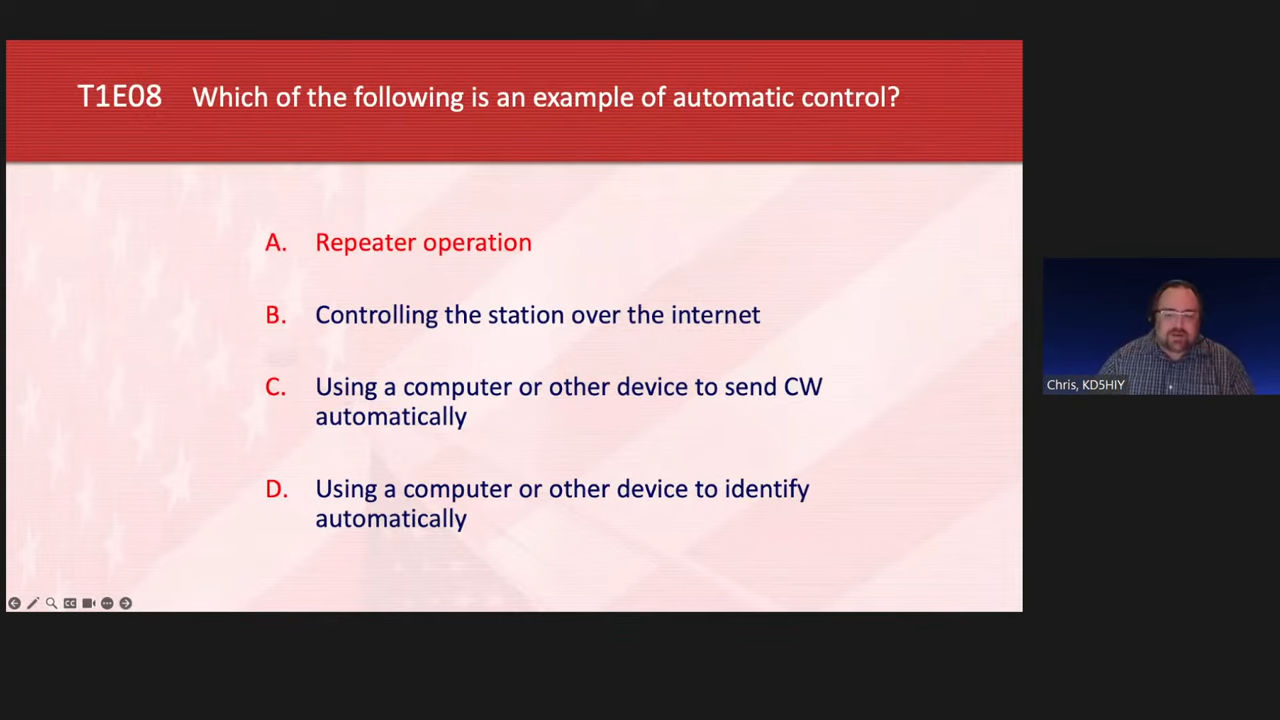 T1E08 Which of the following is an example of automatic control?
A. Repeater operation
B. Controlling the station over the internet
C. Using a computer or other device to send CW
automatically
D. Using a computer or other device to identify
automatically
Chris, KD5HIY
CC